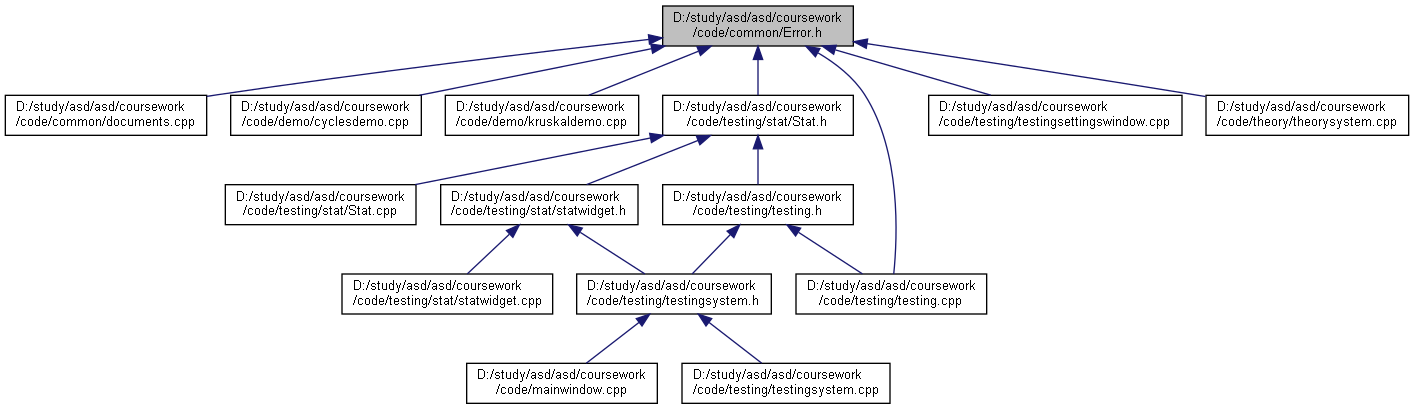 D:/study/asd/asd/coursework
/code/common/Error.h
D:/study/asd/asd/coursework
/code/common/documents.cpp
D:/study/asd/asd/coursework
/code/demo/cyclesdemo.cpp
D:/study/asd/asd/coursework
/code/demo/kruskaldemo.cpp
D:/study/asd/asd/coursework
/code/testing/stat/Stat.h
D:/study/asd/asd/coursework
/code/testing/testingsettingswindow.cpp
D:/study/asd/asd/coursework
/code/theory/theorysystem.cpp
D:/study/asd/asd/coursework
/code/testing/stat/Stat.cpp
D:/study/asd/asd/coursework
/code/testing/stat/statwidget.h
D:/study/asd/asd/coursework
/code/testing/testing.h
D:/study/asd/asd/coursework
/code/testing/stat/statwidget.cpp
D:/study/asd/asd/coursework
/code/testing/testingsystem.h
D:/study/asd/asd/coursework
/code/testing/testing.cpp
D:/study/asd/asd/coursework
/code/mainwindow.cpp
D:/study/asd/asd/coursework
/code/testing/testingsystem.cpp